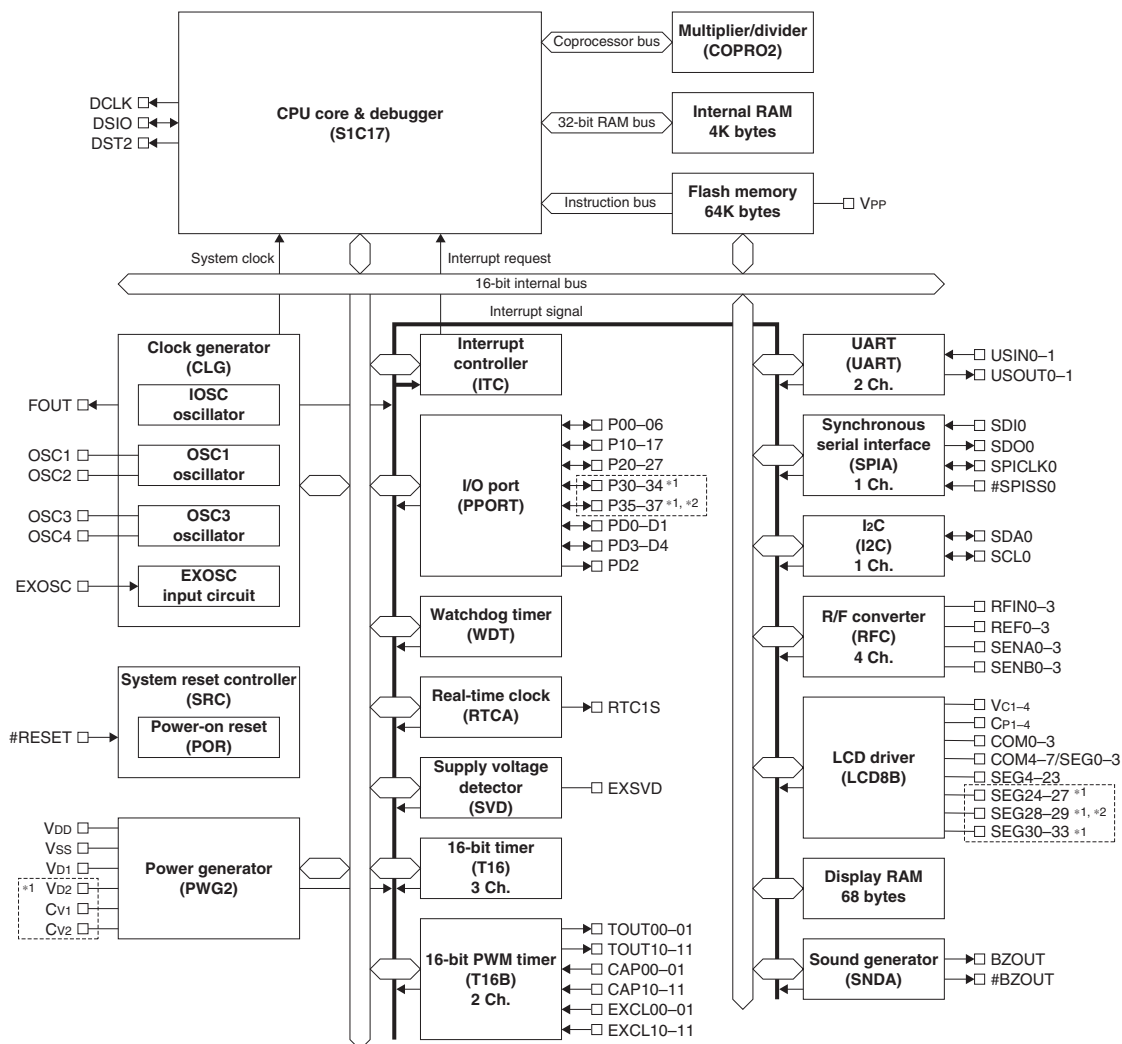 Multiplier/divider
(COPRO2)
Coprocessor bus
DCLK
DSIO
DST2
CPU core & debugger
(S1C17)
32-bit RAM bus
Internal RAM
4K bytes
Instruction bus
Flash memory
64K bytes
VPP
System clock
Interrupt request
16-bit internal bus
Interrupt signal
Clock generator
(CLG)
IOSC
oscillator
FOUT
OSC1
OSC2
OSC1
oscillator
OSC3
OSC4
OSC3
oscillator
EXOSC
EXOSC
input circuit
System reset controller
(SRC)
#RESET
Power-on reset
(POR)
VDD
VSS
VD1
*1 VD2
CV1
CV2
Power generator
(PWG2)
Interrupt
controller
(ITC)
I/O port
(PPORT)
P00–06
P10–17
P20–27
P30–34 *1
P35–37 *1, *2
PD0–D1
PD3–D4
PD2
Watchdog timer
(WDT)
Real-time clock
(RTCA)
RTC1S
Supply voltage
detector
(SVD)
EXSVD
16-bit timer
(T16)
3 Ch.
16-bit PWM timer
(T16B)
2 Ch.
TOUT00–01
TOUT10–11
CAP00–01
CAP10–11
EXCL00–01
EXCL10–11
UART
(UART)
2 Ch.
USIN0–1
USOUT0–1
Synchronous
serial interface
(SPIA)
1 Ch.
SDI0
SDO0
SPICLK0
#SPISS0
I2C
(I2C)
1 Ch.
SDA0
SCL0
R/F converter
(RFC)
4 Ch.
RFIN0–3
REF0–3
SENA0–3
SENB0–3
LCD driver
(LCD8B)
VC1–4
CP1–4
COM0–3
COM4–7/SEG0–3
SEG4–23
SEG24–27 *1
SEG28–29 *1, *2
SEG30–33 *1
Display RAM
68 bytes
Sound generator
(SNDA)
BZOUT
#BZOUT